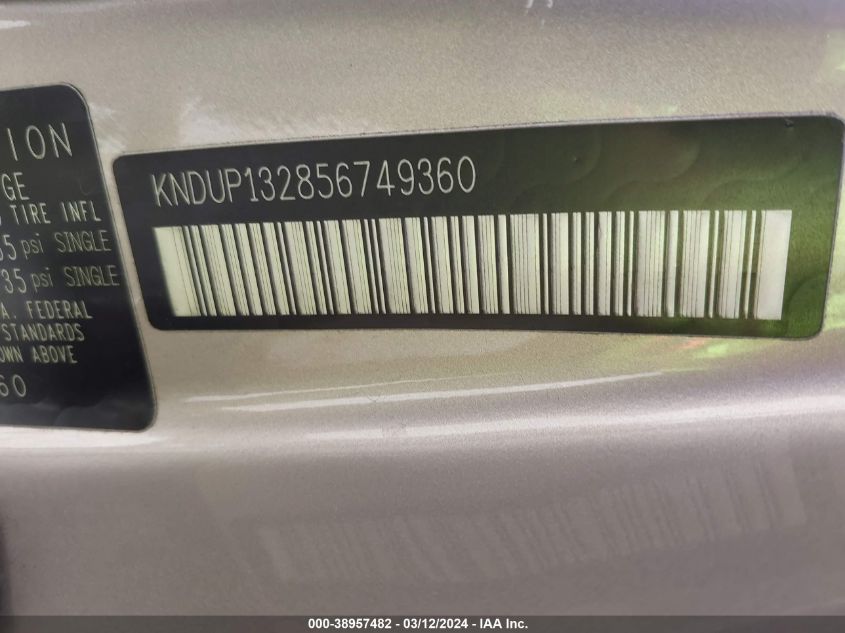 ION
GE
TIRE INFL
35 psi SINGLE
35 psi SINGLE
A. FEDERAL
STANDARDS
OWN ABOVE
60
KNDUP132856749360
000-38957482 - 03/12/2024 - IAA Inc.